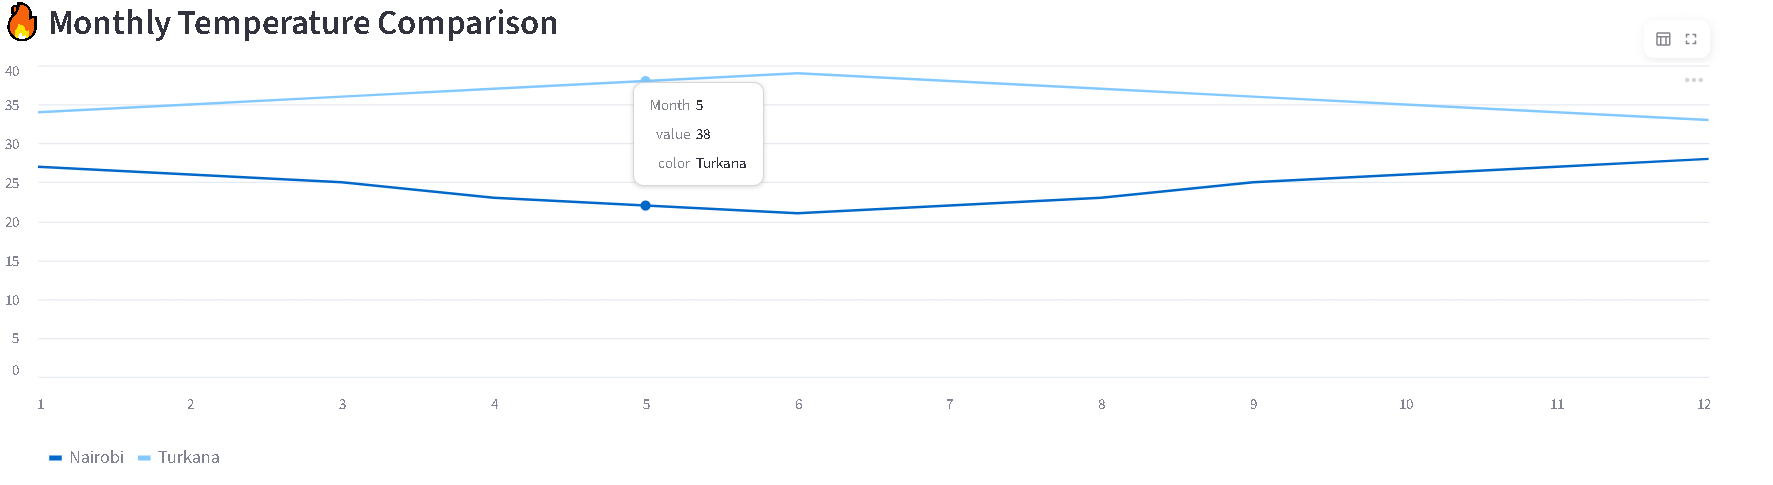 🔥 Monthly Temperature Comparison
40
35
30
25
20
15
10
5
0
Month 5
value 38
color Turkana
1 2 3 4 5 6 7 8 9 10 11 12
Nairobi Turkana